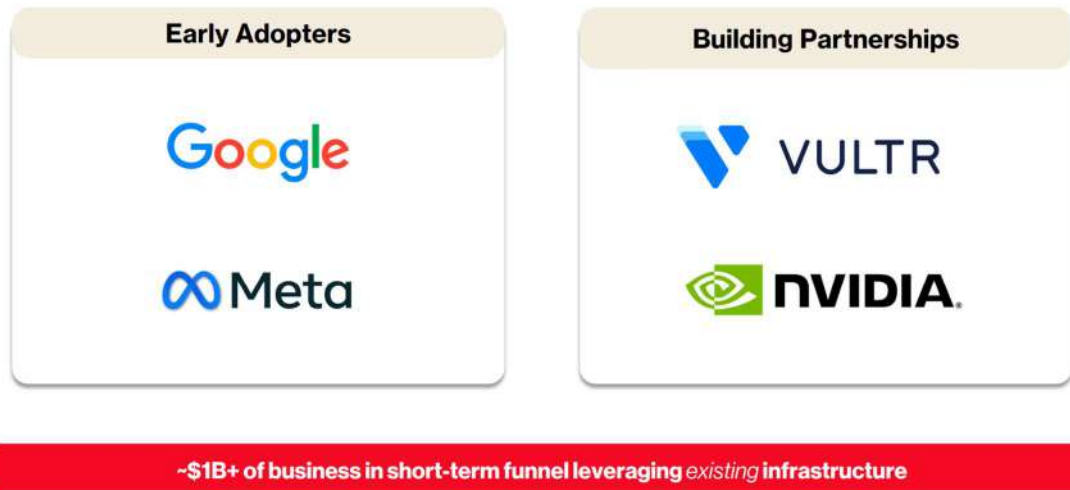 Early Adopters
Google
Meta
Building Partnerships
VULTR
NVIDIA.
~$1B+ of business in short-term funnel leveraging existing infrastructure